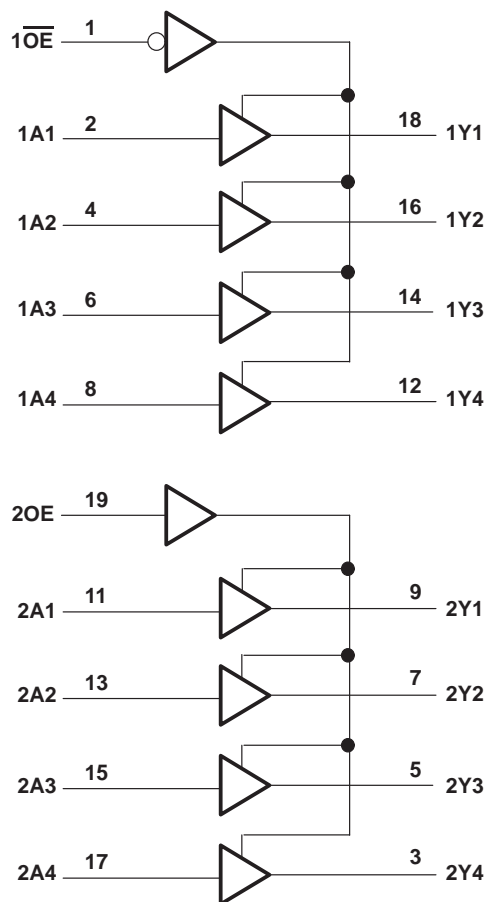 1O̅E̅ 1
1A1 2 18 1Y1
1A2 4 16 1Y2
1A3 6 14 1Y3
1A4 8 12 1Y4
2OE 19
2A1 11 9 2Y1
2A2 13 7 2Y2
2A3 15 5 2Y3
2A4 17 3 2Y4